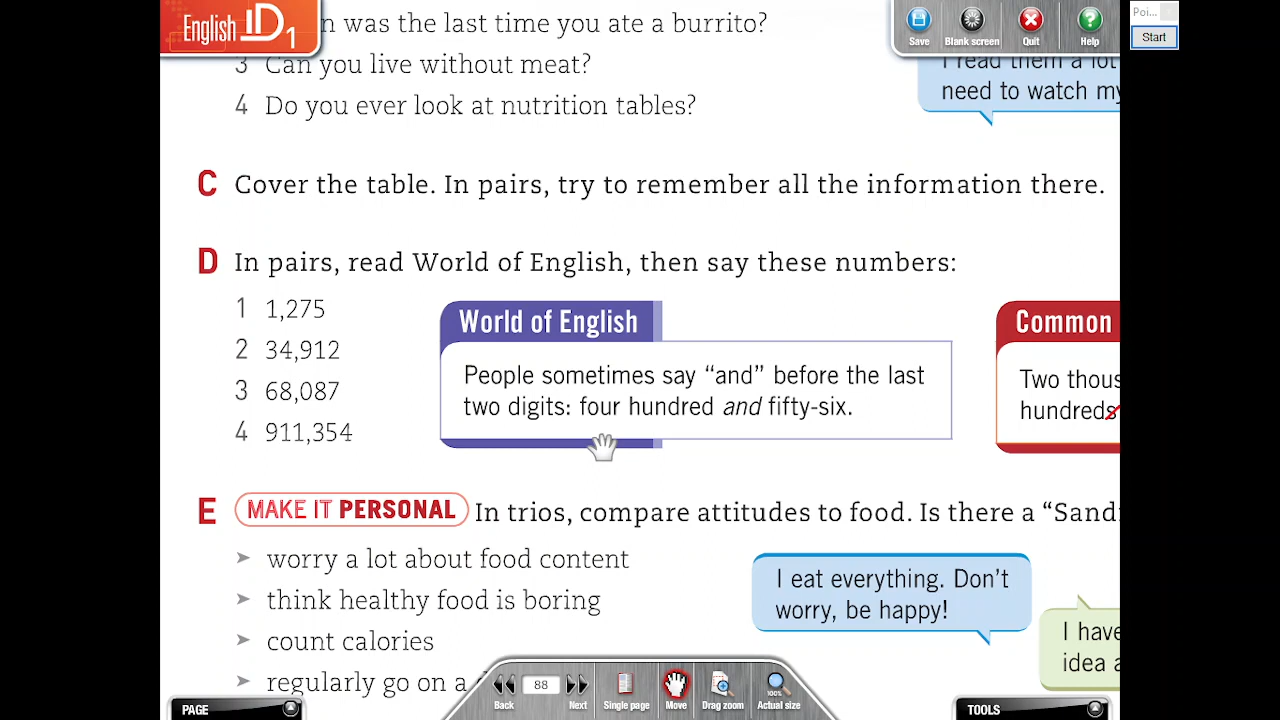 English ID 1
n was the last time you ate a burrito?
3 Can you live without meat?
4 Do you ever look at nutrition tables?
I read them a lot
need to watch my
Save
Blank screen
Quit
Help
Poi...
Start
C Cover the table. In pairs, try to remember all the information there.
D In pairs, read World of English, then say these numbers:
1 1,275
2 34,912
3 68,087
4 911,354
World of English
People sometimes say “and” before the last
two digits: four hundred and fifty-six.
Common
Two thous
hundreds
E MAKE IT PERSONAL In trios, compare attitudes to food. Is there a “Sand
➤ worry a lot about food content
➤ think healthy food is boring
➤ count calories
➤ regularly go on a
I eat everything. Don’t
worry, be happy!
I have
idea a
PAGE
Back
88
Next
Single page
Move
Drag zoom
100%
Actual size
TOOLS